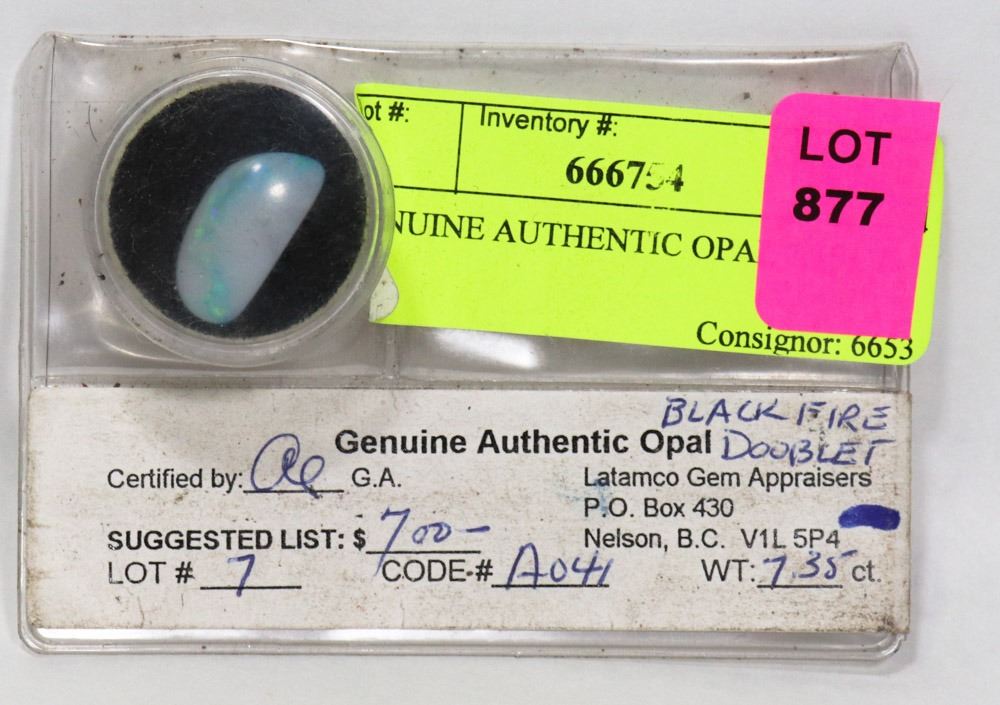 ot #:
Inventory #:
666754
NUINE AUTHENTIC OPA
Consignor: 6653
LOT
877
BLACK FIRE
Genuine Authentic Opal DOUBLET
Certified by: G.A.
Latamco Gem Appraisers
P.O. Box 430
SUGGESTED LIST: $ 700-
Nelson, B.C. V1L 5P4
LOT # 7 CODE-# A041 WT: 7.35 ct.